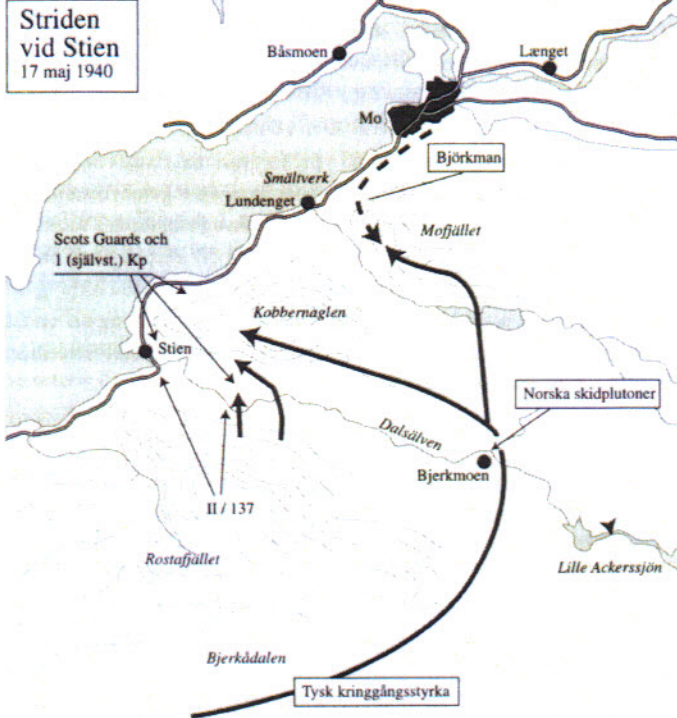 Striden
vid Stien
17 maj 1940
Båsmoen
Længet
Mo
Björkman
Smältverk
Lundenget
Mofjället
Scots Guards och
1 (självst.) Kp
Kobbernaglen
Stien
Norska skidplutoner
Dalsälven
Bjerkmoen
II / 137
Rostafjället
Lille Ackerssjön
Bjerkådalen
Tysk kringgångsstyrka